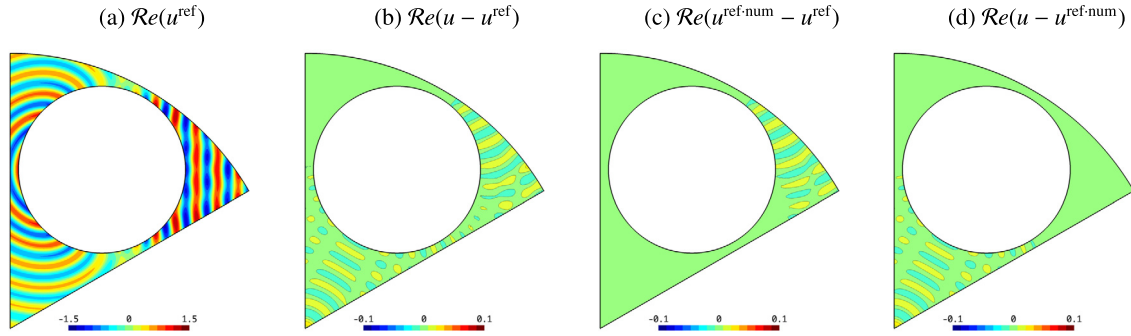 (a) ℛe(u^ref)
(b) ℛe(u − u^ref)
(c) ℛe(u^ref·num − u^ref)
(d) ℛe(u − u^ref·num)
-1.5 0 1.5
-0.1 0 0.1
-0.1 0 0.1
-0.1 0 0.1